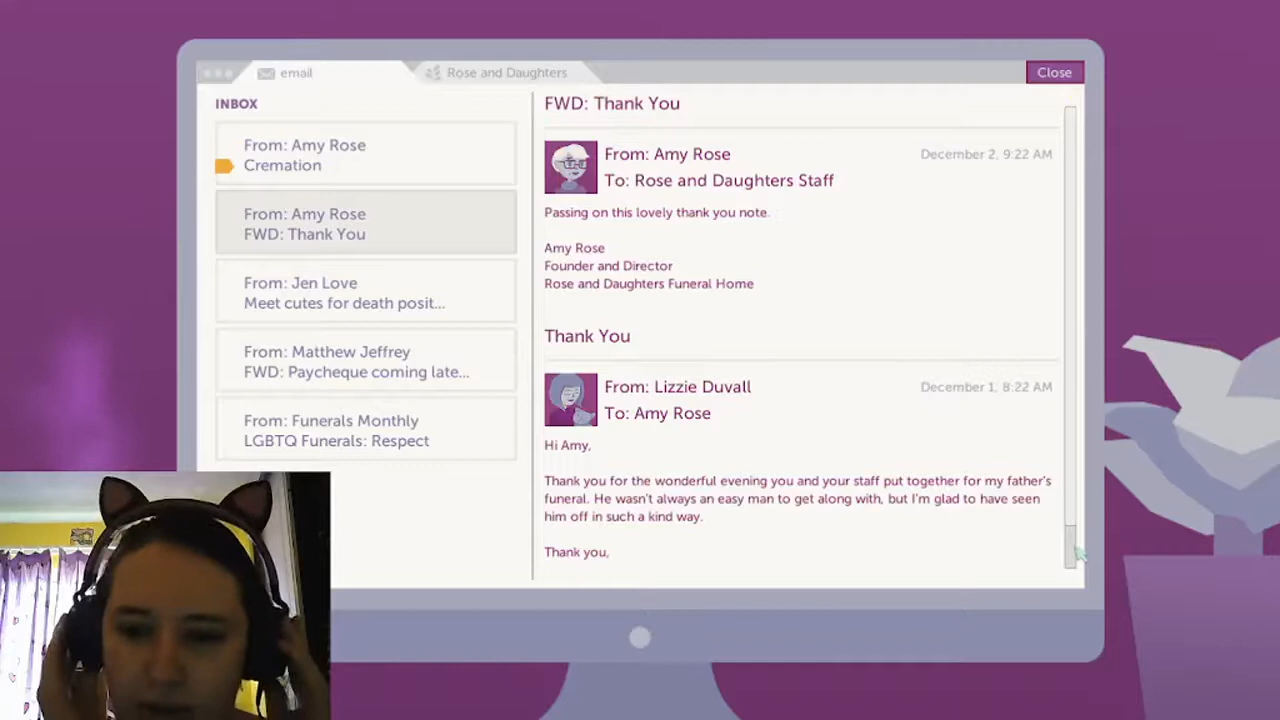 email
Rose and Daughters
Close
INBOX
From: Amy Rose
Cremation
From: Amy Rose
FWD: Thank You
From: Jen Love
Meet cutes for death posit...
From: Matthew Jeffrey
FWD: Paycheque coming late...
From: Funerals Monthly
LGBTQ Funerals: Respect
FWD: Thank You
From: Amy Rose
December 2, 9:22 AM
To: Rose and Daughters Staff
Passing on this lovely thank you note.
Amy Rose
Founder and Director
Rose and Daughters Funeral Home
Thank You
From: Lizzie Duvall
December 1, 8:22 AM
To: Amy Rose
Hi Amy,
Thank you for the wonderful evening you and your staff put together for my father's
funeral. He wasn't always an easy man to get along with, but I'm glad to have seen
him off in such a kind way.
Thank you,